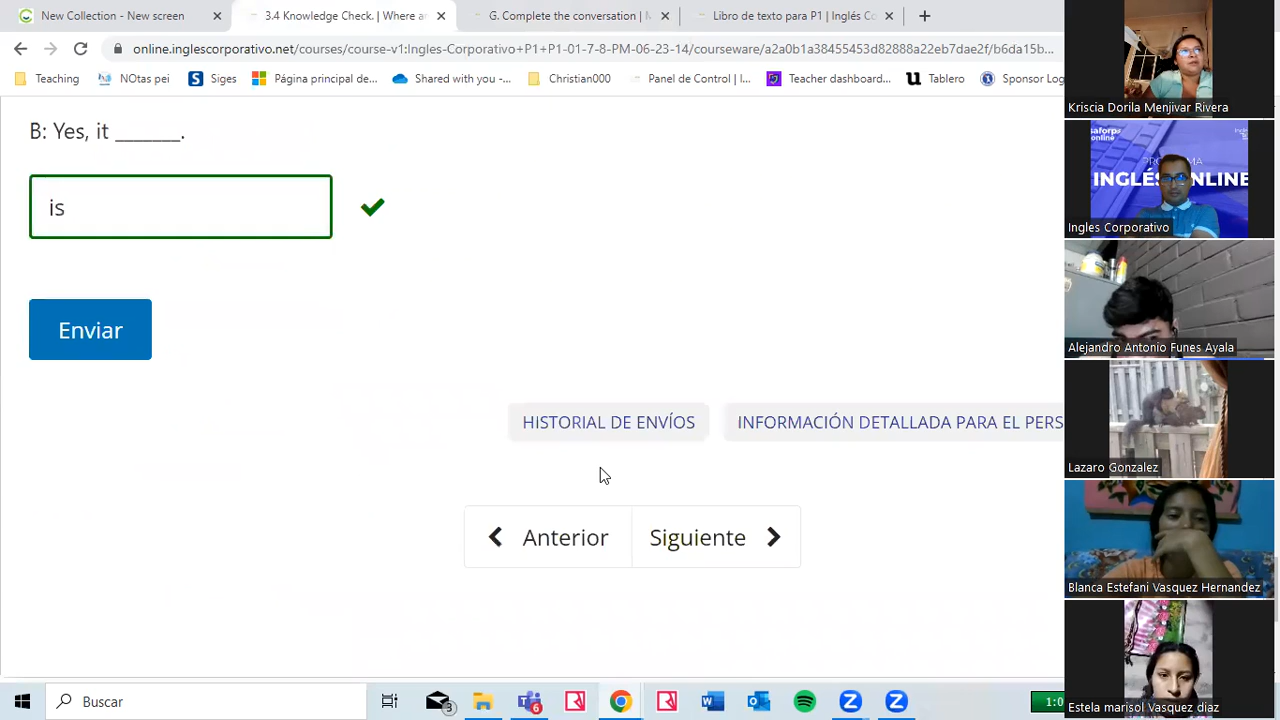 Collection - New screen
3.4 Knowledge Check. | Where a
G. Complete the conversation |
Libro de texto para P1 | Inglés Co
online.inglescorporativo.net/courses/course-v1:Ingles-Corporativo+P1+P1-01-7-8-PM-06-23-14/courseware/a2a0b1a38455453d82888a22eb7dae2f/b6da15b...
Teaching
NOtas pei
Siges
Página principal de...
Shared with you -...
Christian000
Panel de Control | I...
Teacher dashboard...
Tablero
Sponsor Log
B: Yes, it _______.
is
Enviar
HISTORIAL DE ENVÍOS
INFORMACIÓN DETALLADA PARA EL PERS
Anterior
Siguiente
Buscar
1:0
Kriscia Dorila Menjivar Rivera
INGLÉS ONLINE
Ingles Corporativo
Alejandro Antonio Funes Ayala
Lazaro Gonzalez
Blanca Estefani Vasquez Hernandez
Estela marisol Vasquez diaz